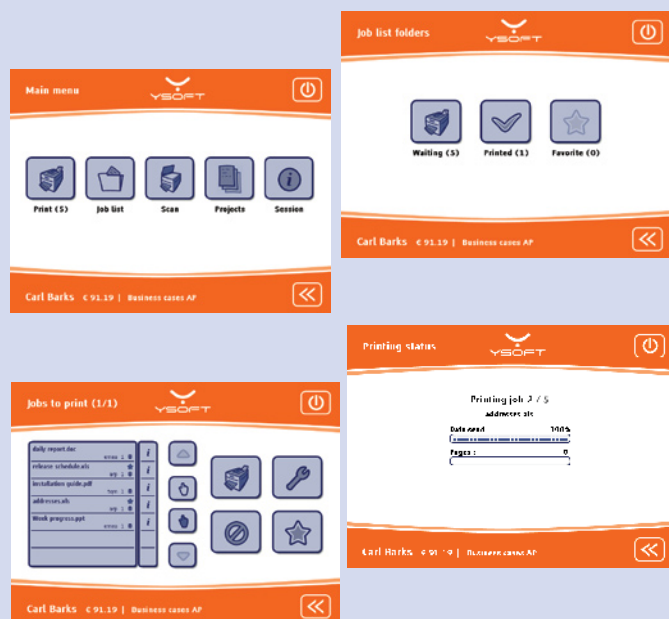 Main menu
YSOFT
Print (5)
Job list
Scan
Projects
Session
Carl Barks € 91.19 | Business cases AP
Job list folders
YSOFT
Waiting (5)
Printed (1)
Favorite (0)
Carl Barks € 91.19 | Business cases AP
Jobs to print (1/1)
YSOFT
daily report.doc
release schedule.xls
installation guide.pdf
addresses.xls
Week progress.ppt
i
i
i
i
i
Carl Barks € 91.19 | Business cases AP
Printing status
YSOFT
Printing job 2 / 5
addresses.xls
Data send
100%
Pages :
0
Carl Barks € 91.19 | Business cases AP